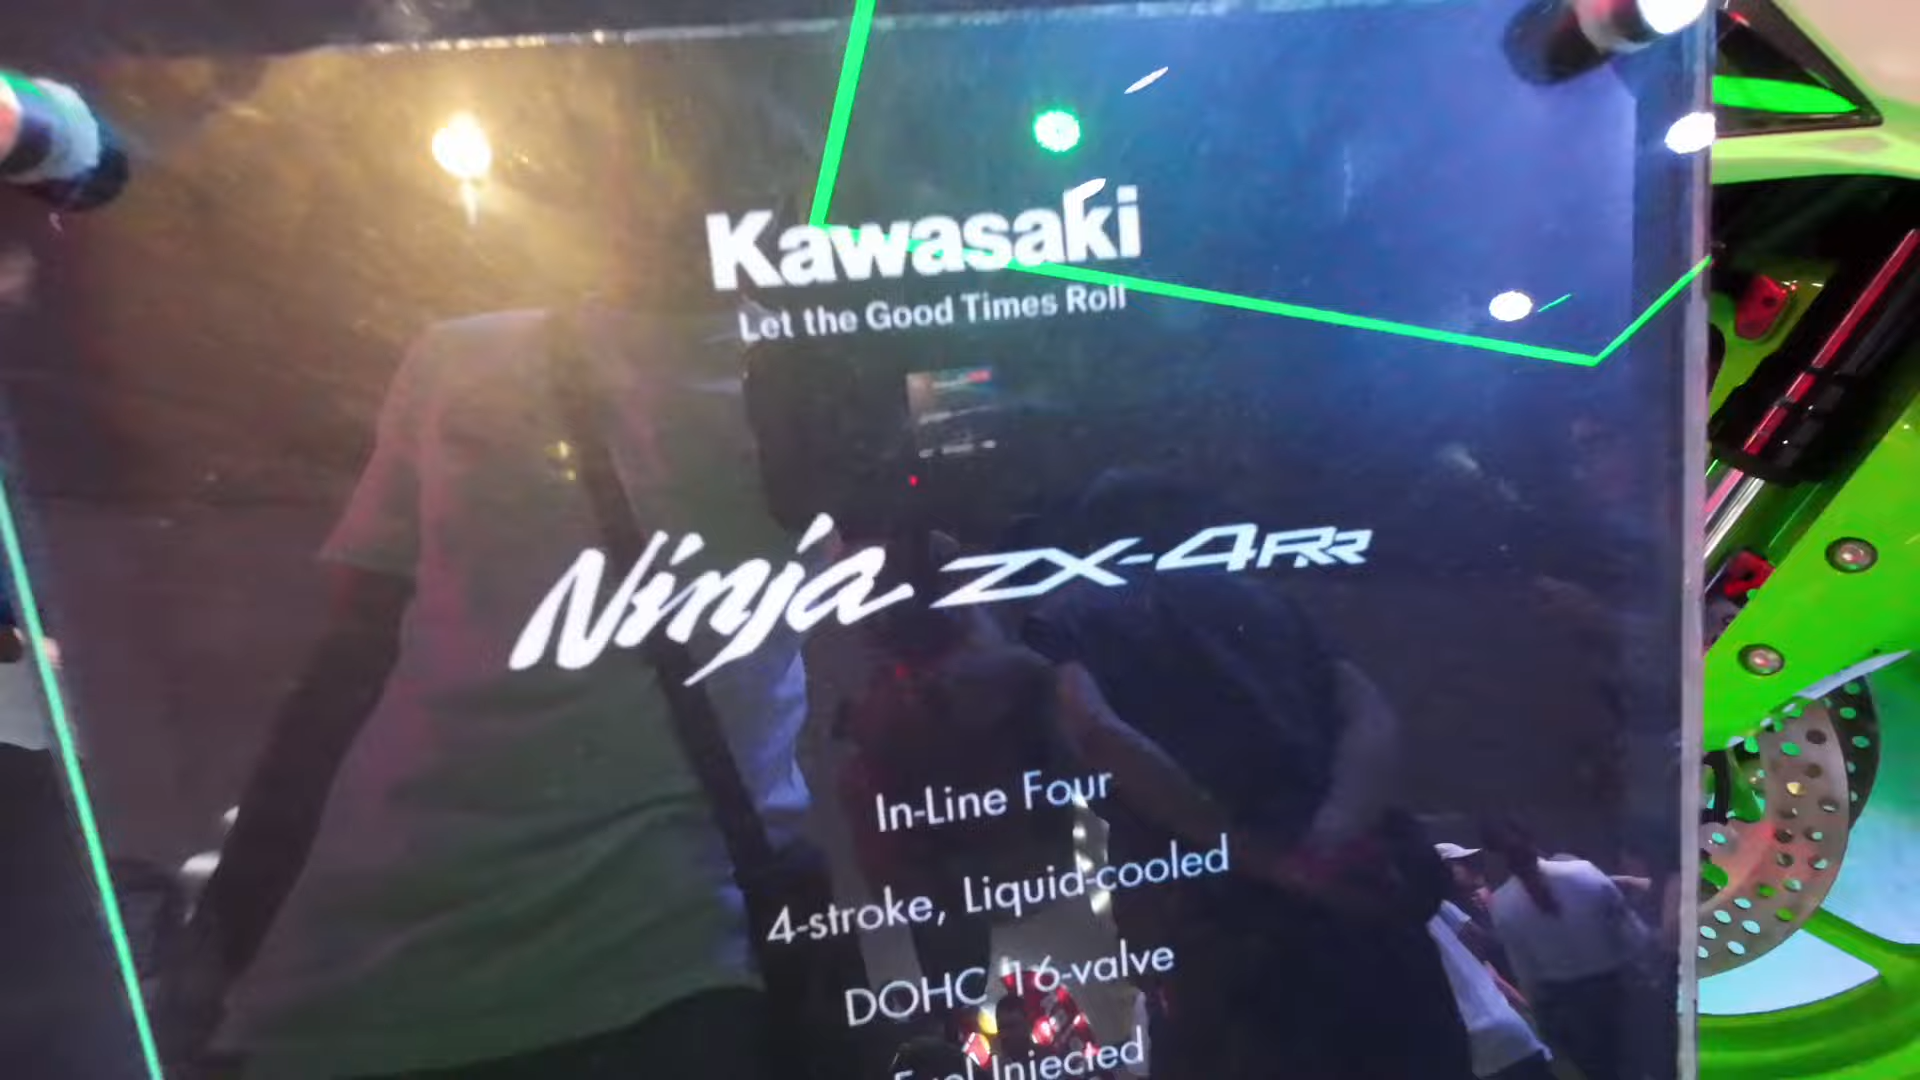 Kawasaki
Let the Good Times Roll
Ninja ZX-4RR
In-Line Four
4-stroke, Liquid-cooled
DOHC 16-valve
Fuel Injected